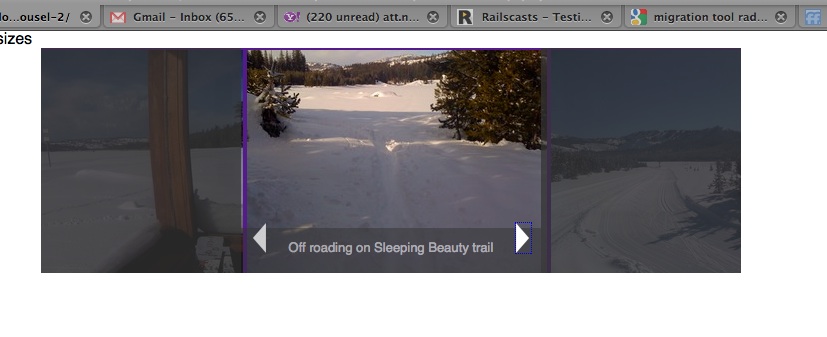 lo...ousel-2/
Gmail – Inbox (65...
(220 unread) att.n...
Railscasts – Testi...
migration tool rad...
sizes
Off roading on Sleeping Beauty trail